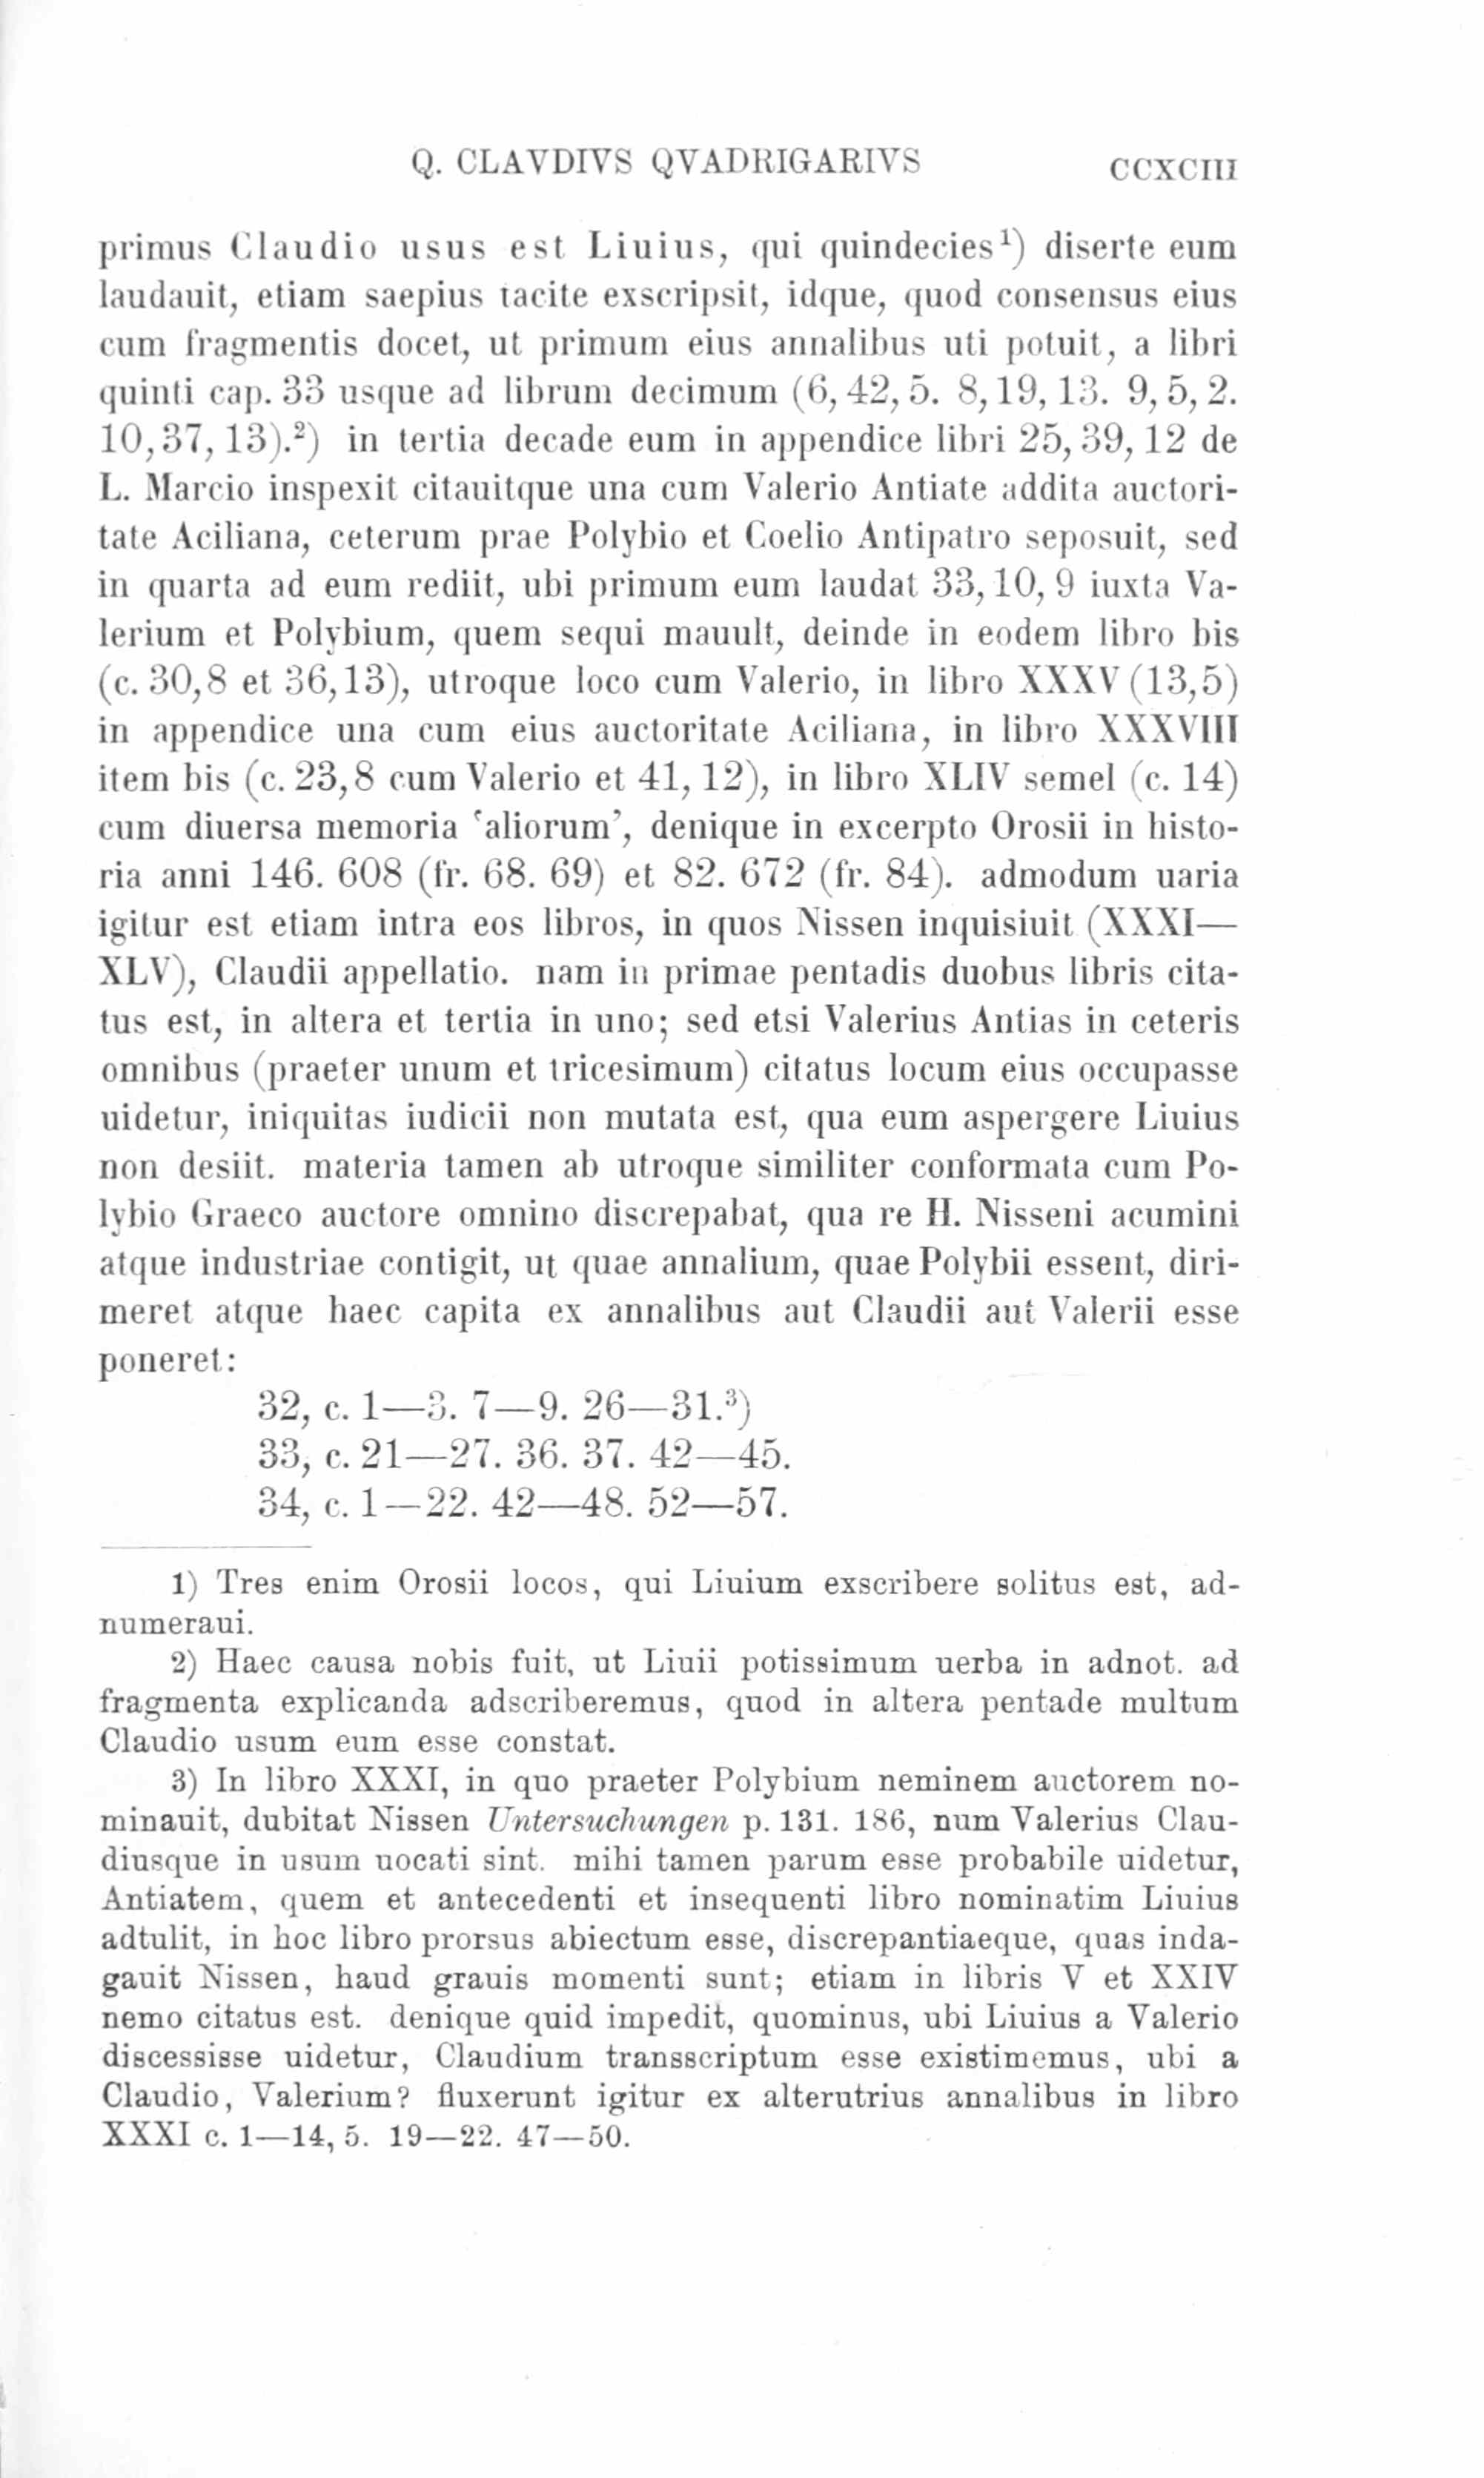 Q. CLAVDIVS QVADRIGARIVS CCXCIII
primus Claudio usus est Liuius, qui quindecies¹) diserte eum
laudauit, etiam saepius tacite exscripsit, idque, quod consensus eius
cum fragmentis docet, ut primum eius annalibus uti potuit, a libri
quinti cap. 33 usque ad librum decimum (6, 42, 5. 8, 19, 13. 9, 5, 2.
10, 37, 13).²) in tertia decade eum in appendice libri 25, 39, 12 de
L. Marcio inspexit citauitque una cum Valerio Antiate addita auctori-
tate Aciliana, ceterum prae Polybio et Coelio Antipatro seposuit, sed
in quarta ad eum rediit, ubi primum eum laudat 33, 10, 9 iuxta Va-
lerium et Polybium, quem sequi mauult, deinde in eodem libro bis
(c. 30,8 et 36,13), utroque loco cum Valerio, in libro XXXV (13,5)
in appendice una cum eius auctoritate Aciliana, in libro XXXVIII
item bis (c. 23,8 cum Valerio et 41, 12), in libro XLIV semel (c. 14)
cum diuersa memoria ‘aliorum’, denique in excerpto Orosii in histo-
ria anni 146. 608 (fr. 68. 69) et 82. 672 (fr. 84). admodum uaria
igitur est etiam intra eos libros, in quos Nissen inquisiuit (XXXI—
XLV), Claudii appellatio. nam in primae pentadis duobus libris cita-
tus est, in altera et tertia in uno; sed etsi Valerius Antias in ceteris
omnibus (praeter unum et tricesimum) citatus locum eius occupasse
uidetur, iniquitas iudicii non mutata est, qua eum aspergere Liuius
non desiit. materia tamen ab utroque similiter conformata cum Po-
lybio Graeco auctore omnino discrepabat, qua re H. Nisseni acumini
atque industriae contigit, ut quae annalium, quae Polybii essent, diri-
meret atque haec capita ex annalibus aut Claudii aut Valerii esse
poneret:
32, c. 1—3. 7—9. 26—31.³)
33, c. 21—27. 36. 37. 42—45.
34, c. 1—22. 42—48. 52—57.
1) Tres enim Orosii locos, qui Liuium exscribere solitus est, ad-
numeraui.
2) Haec causa nobis fuit, ut Liuii potissimum uerba in adnot. ad
fragmenta explicanda adscriberemus, quod in altera pentade multum
Claudio usum eum esse constat.
3) In libro XXXI, in quo praeter Polybium neminem auctorem no-
minauit, dubitat Nissen Untersuchungen p. 131. 186, num Valerius Clau-
diusque in usum uocati sint. mihi tamen parum esse probabile uidetur,
Antiatem, quem et antecedenti et insequenti libro nominatim Liuius
adtulit, in hoc libro prorsus abiectum esse, discrepantiaeque, quas inda-
gauit Nissen, haud grauis momenti sunt; etiam in libris V et XXIV
nemo citatus est. denique quid impedit, quominus, ubi Liuius a Valerio
discessisse uidetur, Claudium transscriptum esse existimemus, ubi a
Claudio, Valerium? fluxerunt igitur ex alterutrius annalibus in libro
XXXI c. 1—14, 5. 19—22. 47—50.